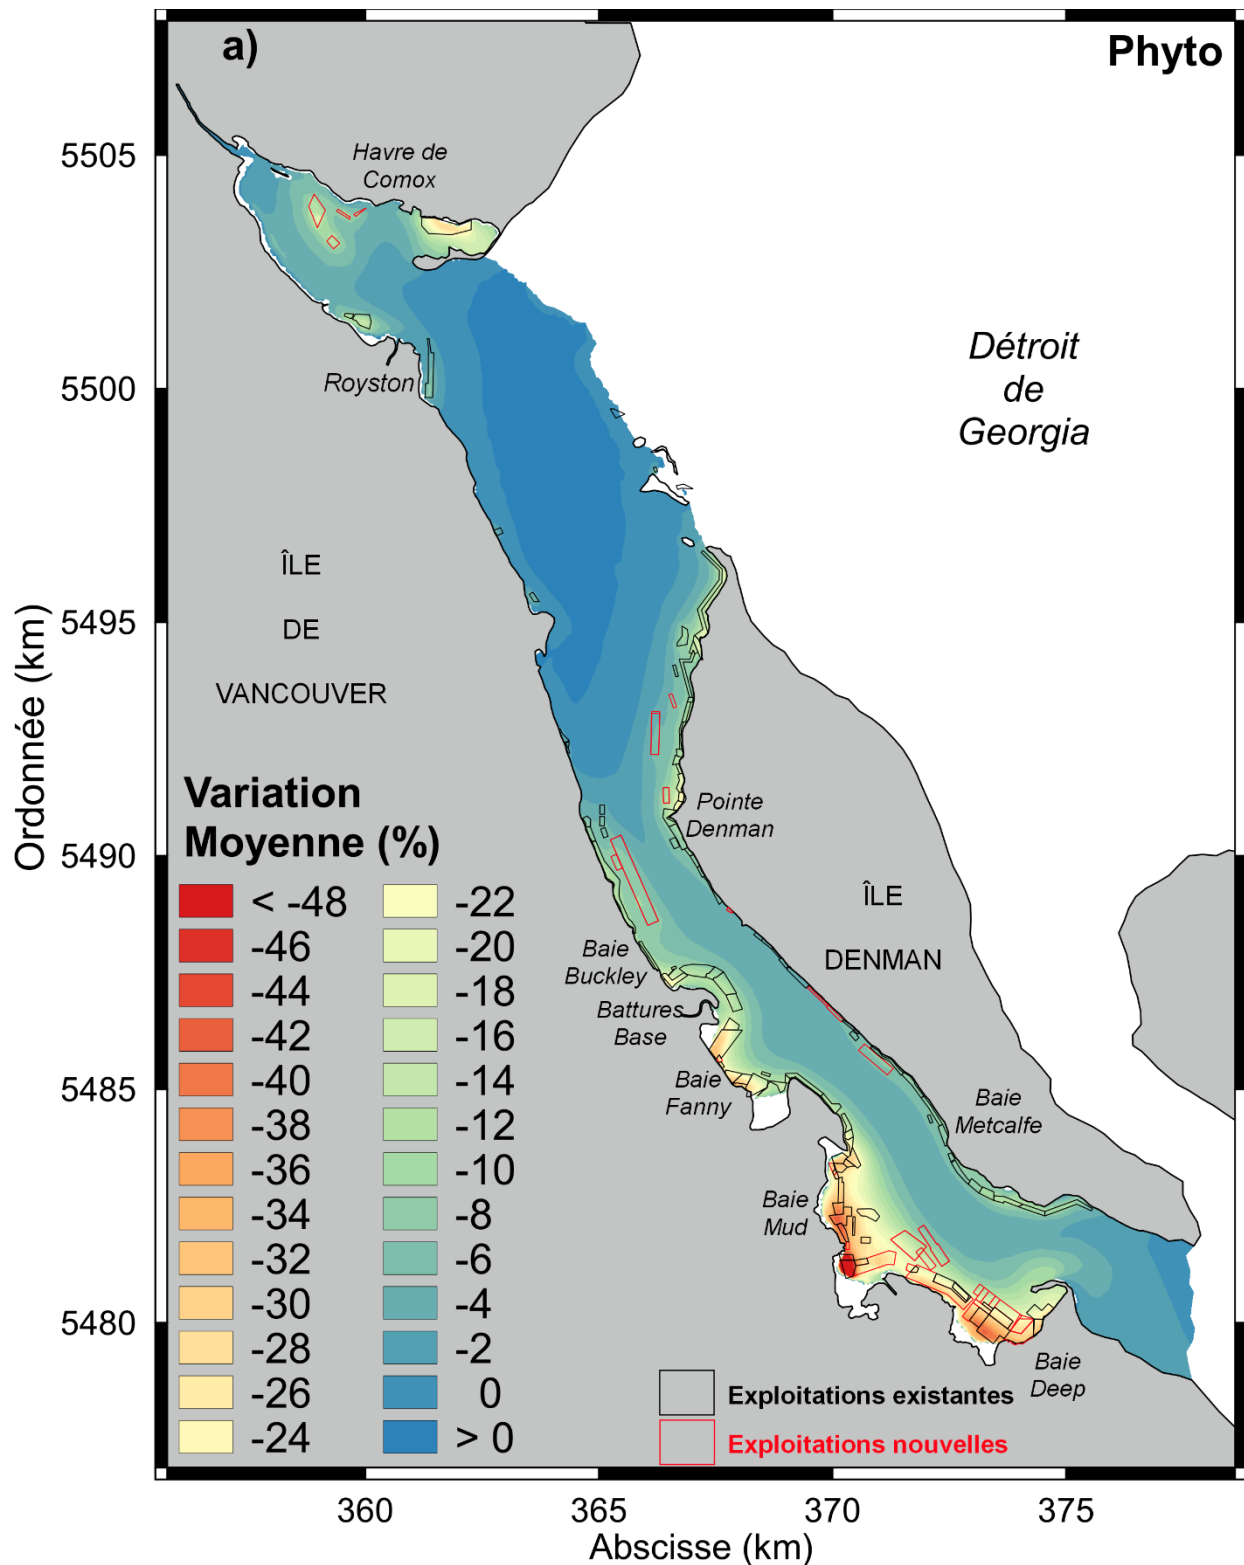 a)
Phyto
Havre de
Comox
5505
Détroit
de
Georgia
5500
Royston
ÎLE
DE
VANCOUVER
5495
Ordonnée (km)
Variation
Moyenne (%)
Pointe
Denman
5490
ÎLE
DENMAN
< -48
-46
-44
-42
-40
-38
-36
-34
-32
-30
-28
-26
-24
-22
-20
-18
-16
-14
-12
-10
-8
-6
-4
-2
0
> 0
Baie
Buckley
Battures
Base
Baie
Fanny
5485
Baie
Metcalfe
Baie
Mud
5480
Baie
Deep
Exploitations existantes
Exploitations nouvelles
360
365
370
375
Abscisse (km)